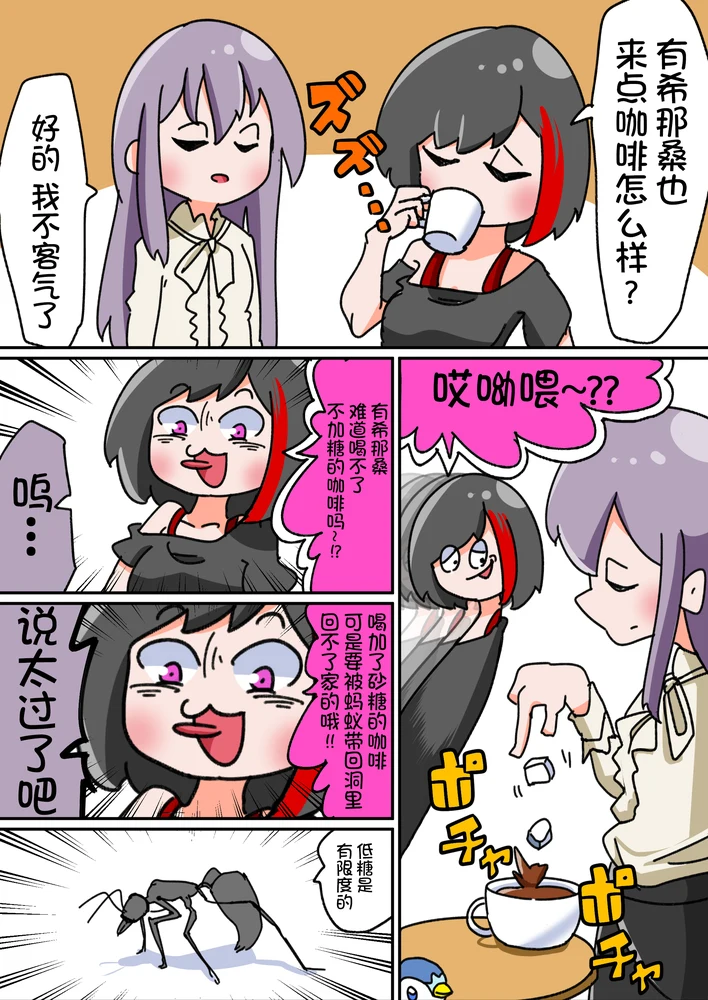 有希那桑也
来点咖啡怎么样?
ズズ…
好的 我不客气了
哎呦喂~??
ポチャ
ポチャ
有希那桑
难道喝不了
不加糖的咖啡吗~!?
呜…
喝加了砂糖的咖啡
可是要被蚂蚁带回洞里
回不了家的哦!!
说太过了吧
低糖是
有限度的